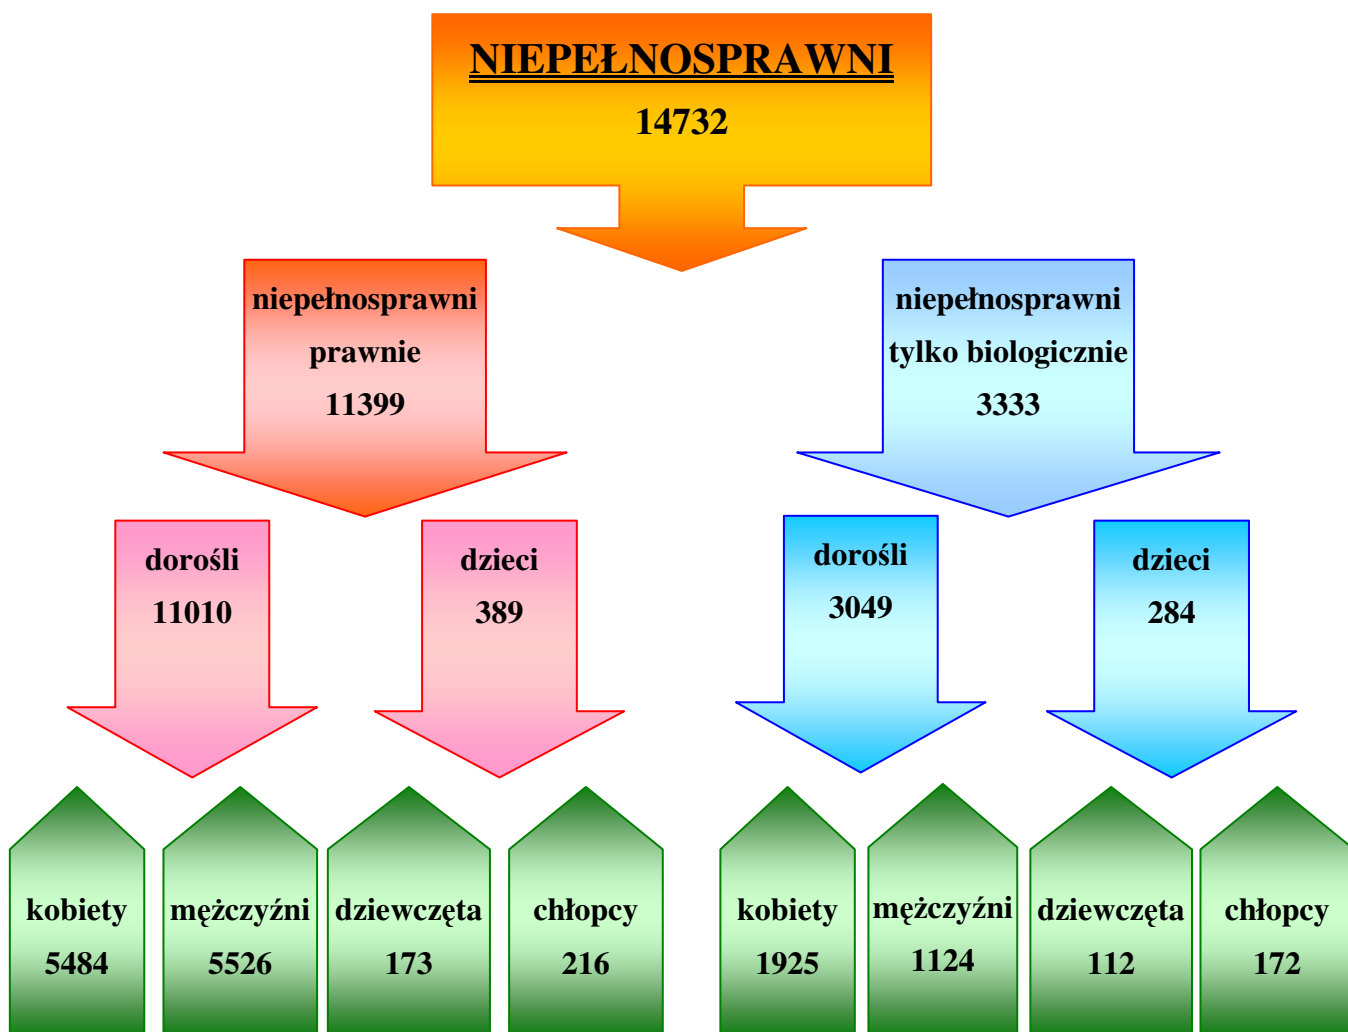 NIEPEŁNOSPRAWNI
14732
niepełnosprawni
prawnie
11399
niepełnosprawni
tylko biologicznie
3333
dorośli
11010
dzieci
389
dorośli
3049
dzieci
284
kobiety
5484
mężczyźni
5526
dziewczęta
173
chłopcy
216
kobiety
1925
mężczyźni
1124
dziewczęta
112
chłopcy
172